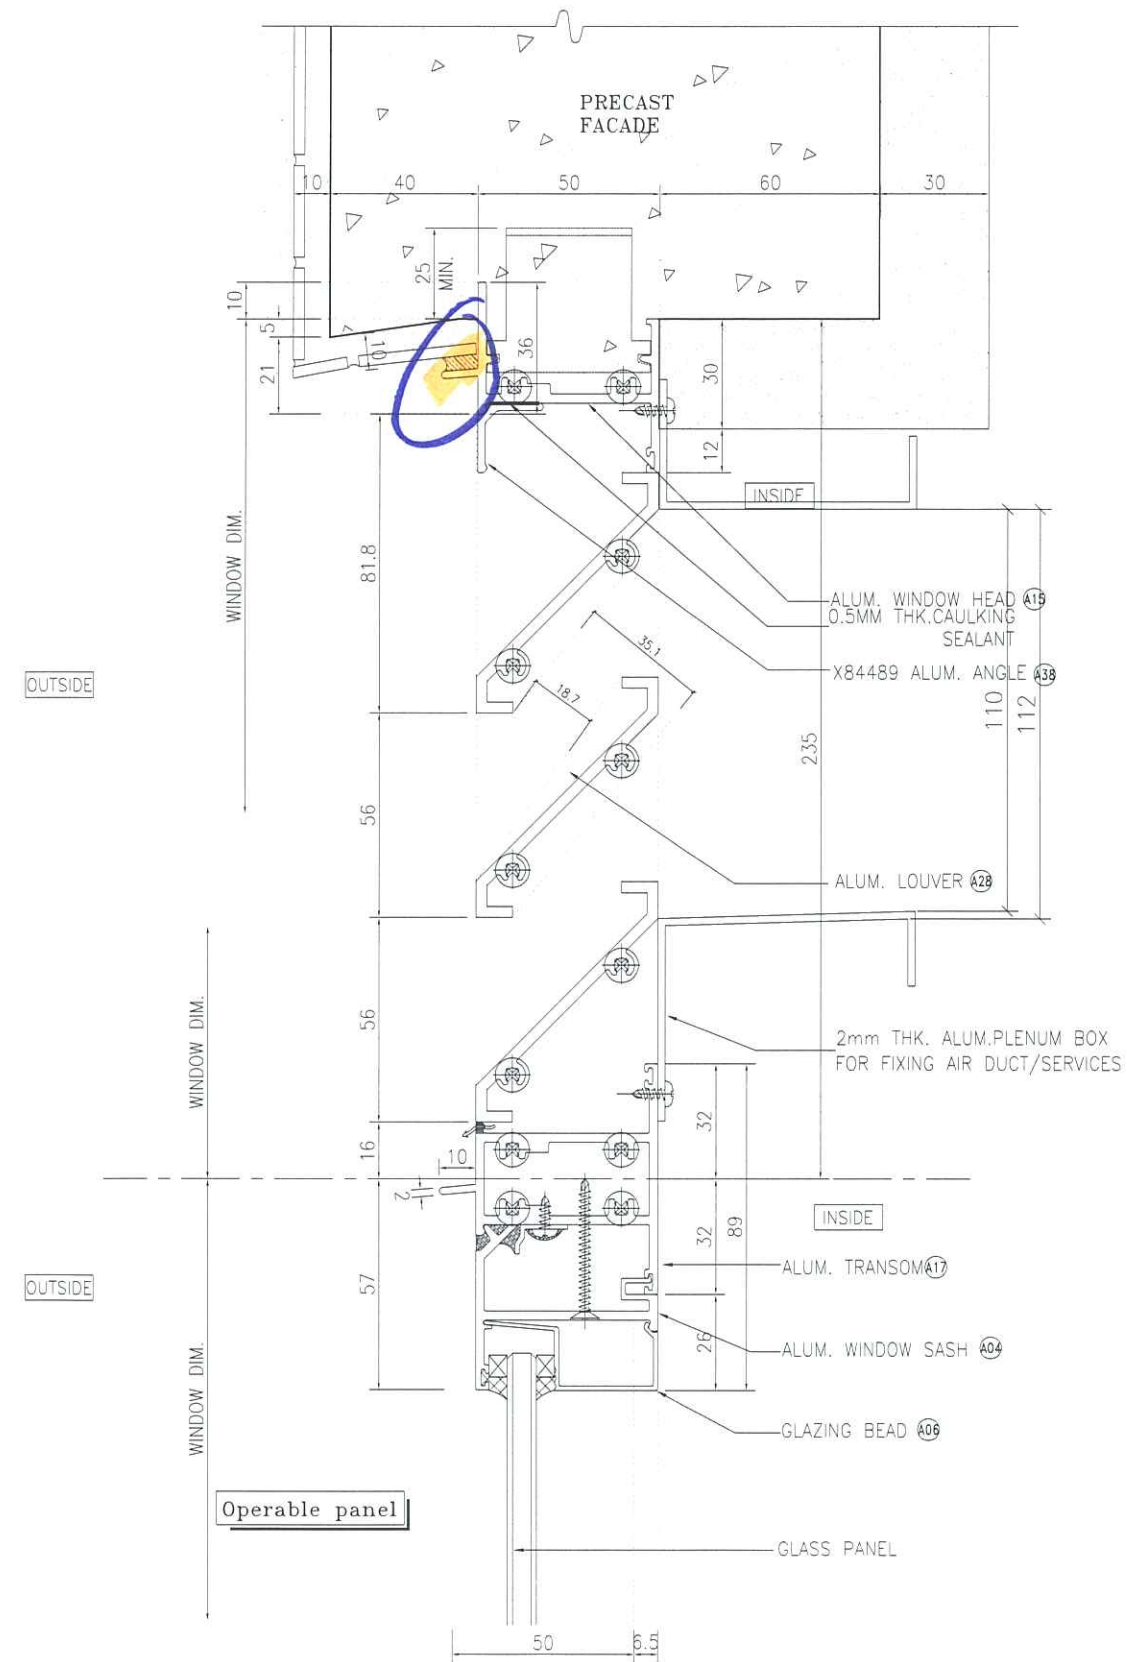 PRECAST
FACADE
10
40
50
60
30
25
MIN.
10
5
21
10
36
30
12
INSIDE
WINDOW DIM.
81.8
ALUM. WINDOW HEAD A15
0.5MM THK.CAULKING
SEALANT
X84489 ALUM. ANGLE A38
OUTSIDE
35.1
18.7
110
112
235
56
ALUM. LOUVER A28
WINDOW DIM.
56
2mm THK. ALUM.PLENUM BOX
FOR FIXING AIR DUCT/SERVICES
16
10
2
32
INSIDE
OUTSIDE
57
32
89
ALUM. TRANSOM A17
26
ALUM. WINDOW SASH A04
WINDOW DIM.
GLAZING BEAD A06
Operable panel
GLASS PANEL
50
6.5